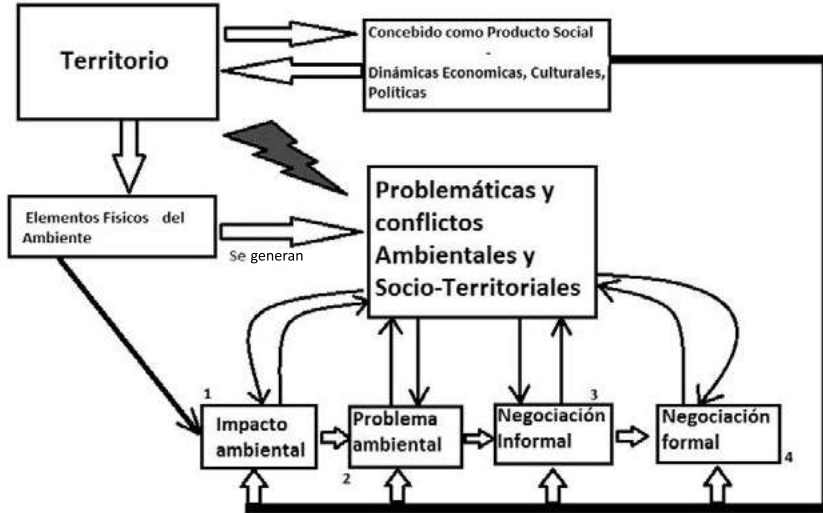 Territorio
Concebido como Producto Social
-
Dinámicas Economicas, Culturales,
Políticas
Elementos Físicos del
Ambiente
Se generan
Problemáticas y
conflictos
Ambientales y
Socio-Territoriales
1
Impacto
ambiental
Problema
ambiental
2
Negociación
Informal
3
Negociación
formal
4